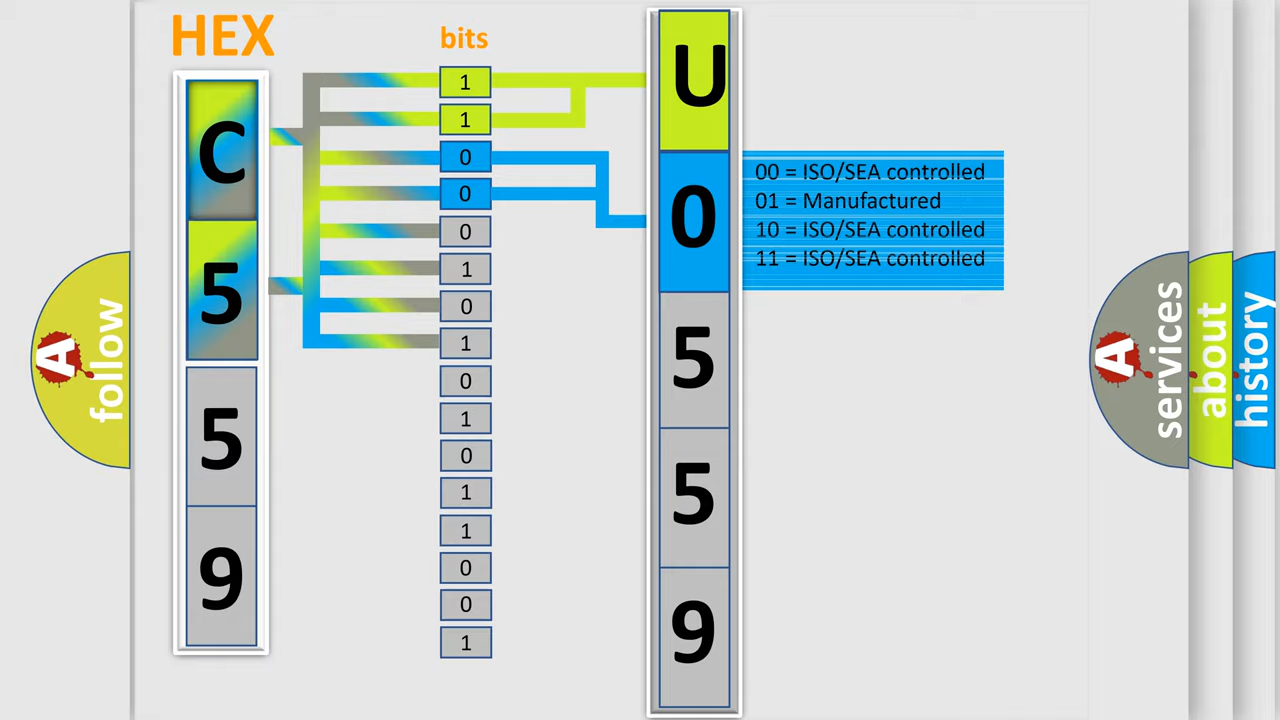 HEX
bits
C
5
5
9
1
1
0
0
0
1
0
1
0
1
0
1
1
0
0
1
U
0
5
5
9
00 = ISO/SEA controlled
01 = Manufactured
10 = ISO/SEA controlled
11 = ISO/SEA controlled
A
follow
A
services
about
history